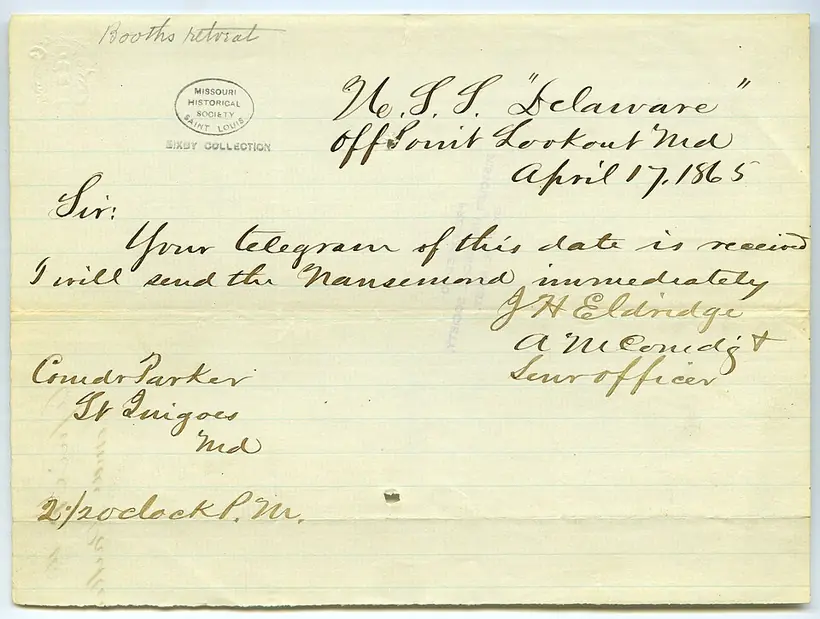 Booths retreat
MISSOURI
HISTORICAL
SOCIETY
SAINT LOUIS
BIXBY COLLECTION
U.S.S. "Delaware"
Off Point Lookout Md
April 17, 1865
Sir:
Your telegram of this date is received
I will send the Nansemond immediately
J H Eldridge
A M Comdg &
Senr officer
Comdr Parker
St Inigoes
Md
2 1/2 oclock P. M.